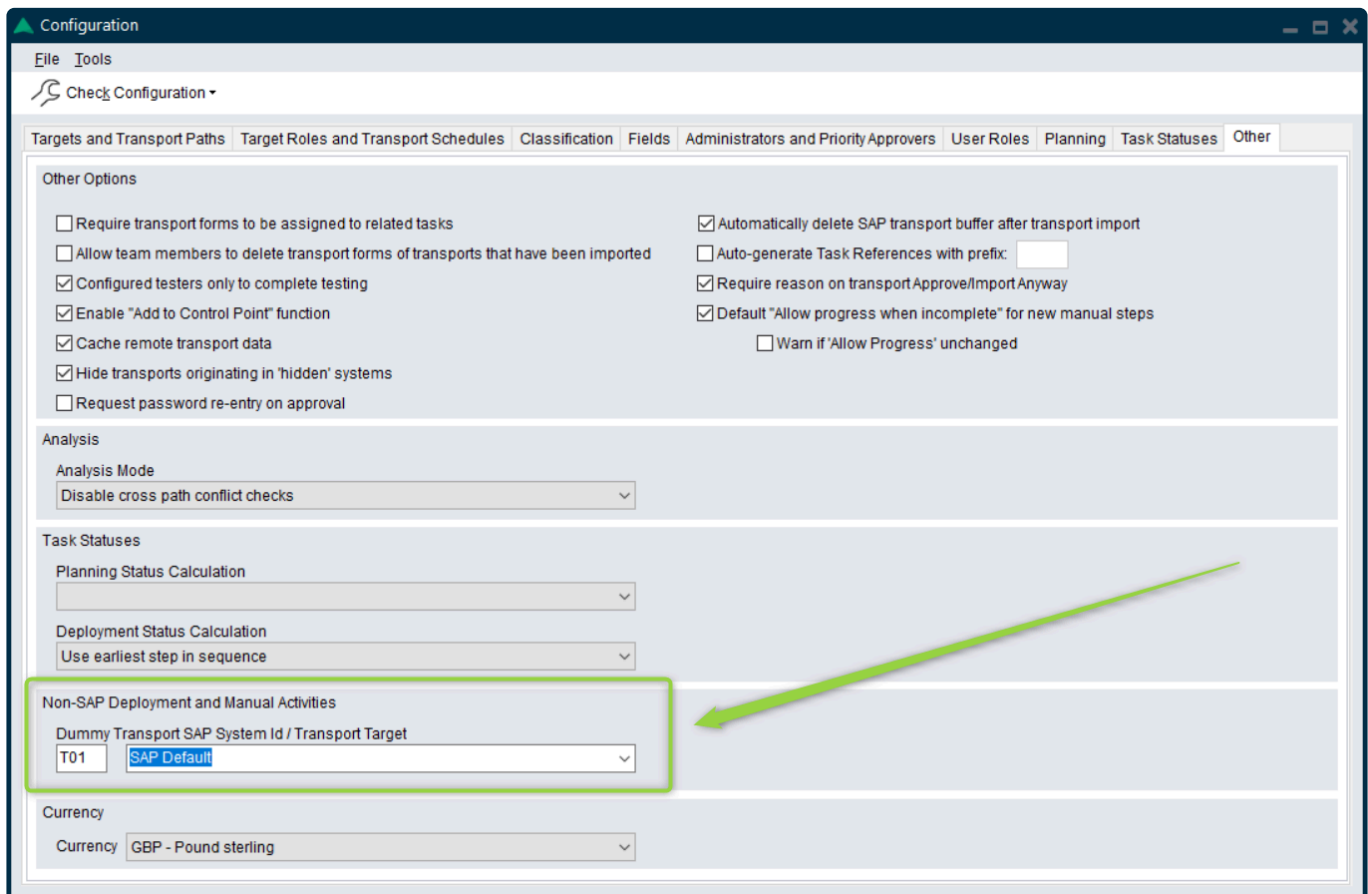 Configuration
File Tools
Check Configuration
Targets and Transport Paths Target Roles and Transport Schedules Classification Fields Administrators and Priority Approvers User Roles Planning Task Statuses Other
Other Options
Require transport forms to be assigned to related tasks
Allow team members to delete transport forms of transports that have been imported
Configured testers only to complete testing
Enable "Add to Control Point" function
Cache remote transport data
Hide transports originating in 'hidden' systems
Request password re-entry on approval
Automatically delete SAP transport buffer after transport import
Auto-generate Task References with prefix:
Require reason on transport Approve/Import Anyway
Default "Allow progress when incomplete" for new manual steps
Warn if 'Allow Progress' unchanged
Analysis
Analysis Mode
Disable cross path conflict checks
Task Statuses
Planning Status Calculation
Deployment Status Calculation
Use earliest step in sequence
Non-SAP Deployment and Manual Activities
Dummy Transport SAP System Id / Transport Target
T01 SAP Default
Currency
Currency GBP - Pound sterling